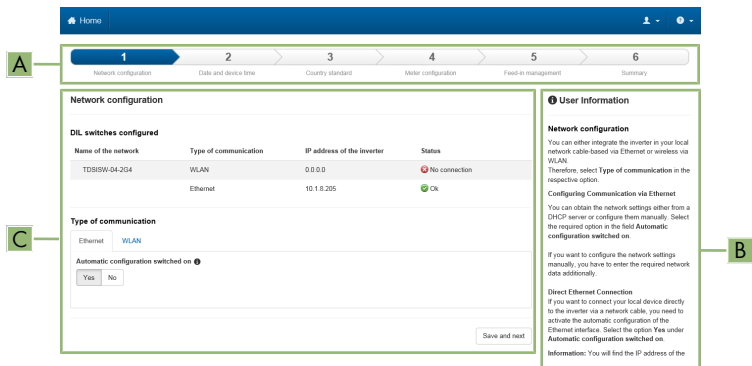 Home
A
1 2 3 4 5 6
Network configuration Date and device time Country standard Meter configuration Feed-in management Summary
Network configuration
DIL switches configured
Name of the network Type of communication IP address of the inverter Status
TDSISW-04-2G4 WLAN 0.0.0.0 No connection
Ethernet 10.1.8.205 Ok
Type of communication
C
Ethernet WLAN
Automatic configuration switched on
Yes No
Save and next
User Information
Network configuration
You can either integrate the inverter in your local
network cable-based via Ethernet or wireless via
WLAN.
Therefore, select Type of communication in the
respective option.
Configuring Communication via Ethernet
You can obtain the network settings either from a
DHCP server or configure them manually. Select
the required option in the field Automatic
configuration switched on.
B
If you want to configure the network settings
manually, you have to enter the required network
data additionally.
Direct Ethernet Connection
If you want to connect your local device directly
to the inverter via a network cable, you need to
activate the automatic configuration of the
Ethernet interface. Select the option Yes under
Automatic configuration switched on.
Information: You will find the IP address of the